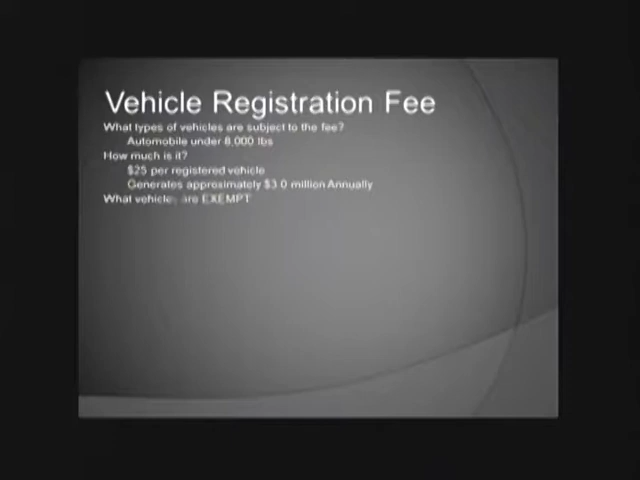 Vehicle Registration Fee
What types of vehicles are subject to the fee?
Automobile under 8,000 lbs
How much is it?
$25 per registered vehicle
Generates approximately $3.0 million Annually
What vehicles are EXEMPT